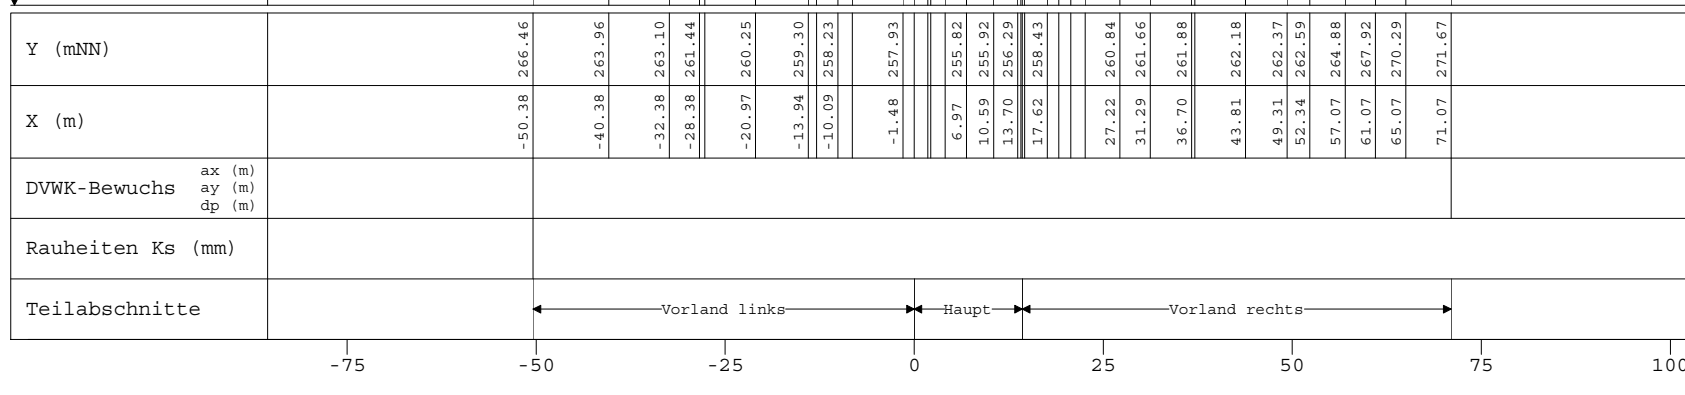 Y (mNN) 266.46 263.96 263.10 261.44 260.25 259.30 258.23 257.93 255.82 255.92 256.29 258.43 260.84 261.66 261.88 262.18 262.37 262.59 264.88 267.92 270.29 271.67
X (m) -50.38 -40.38 -32.38 -28.38 -20.97 -13.94 -10.09 -1.48 6.97 10.59 13.70 17.62 27.22 31.29 36.70 43.81 49.31 52.34 57.07 61.07 65.07 71.07
ax (m)
DVWK-Bewuchs ay (m)
dp (m)
Rauheiten Ks (mm)
Teilabschnitte Vorland links Haupt Vorland rechts
-75 -50 -25 0 25 50 75 100